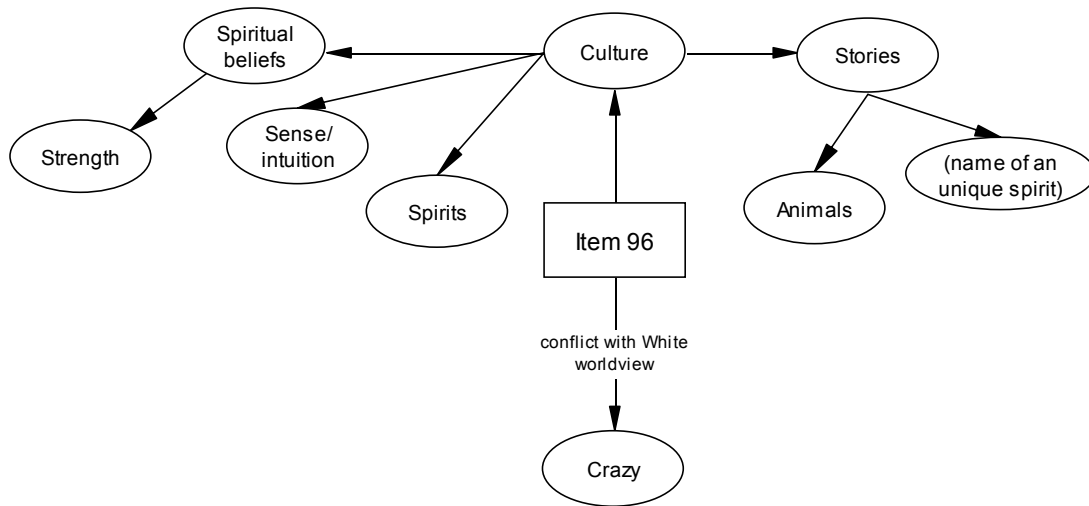 Spiritual
beliefs
Culture
Stories
Strength
Sense/
intuition
Spirits
Animals
(name of an
unique spirit)
Item 96
conflict with White
worldview
Crazy